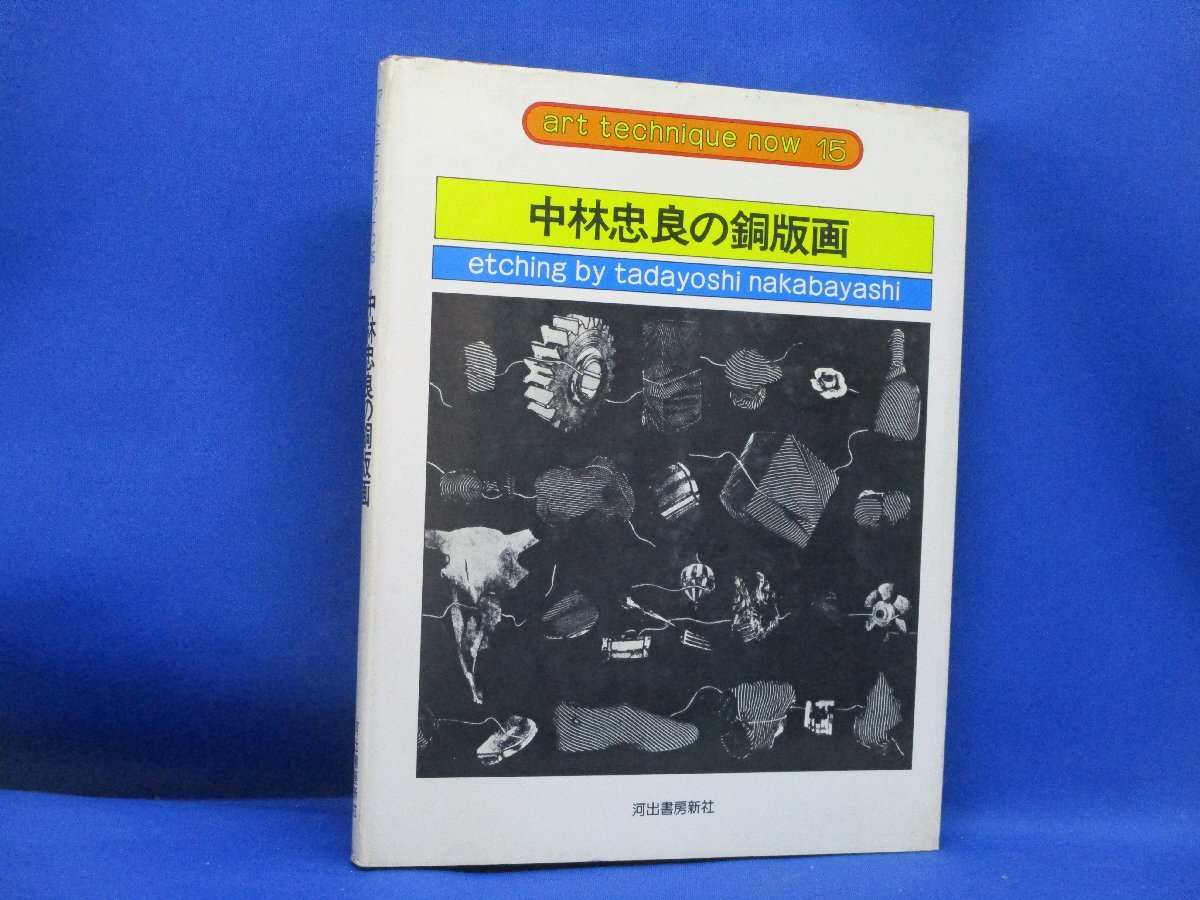 art technique now 15
中林忠良の銅版画
etching by tadayoshi nakabayashi
河出書房新社
中林忠良の銅版画